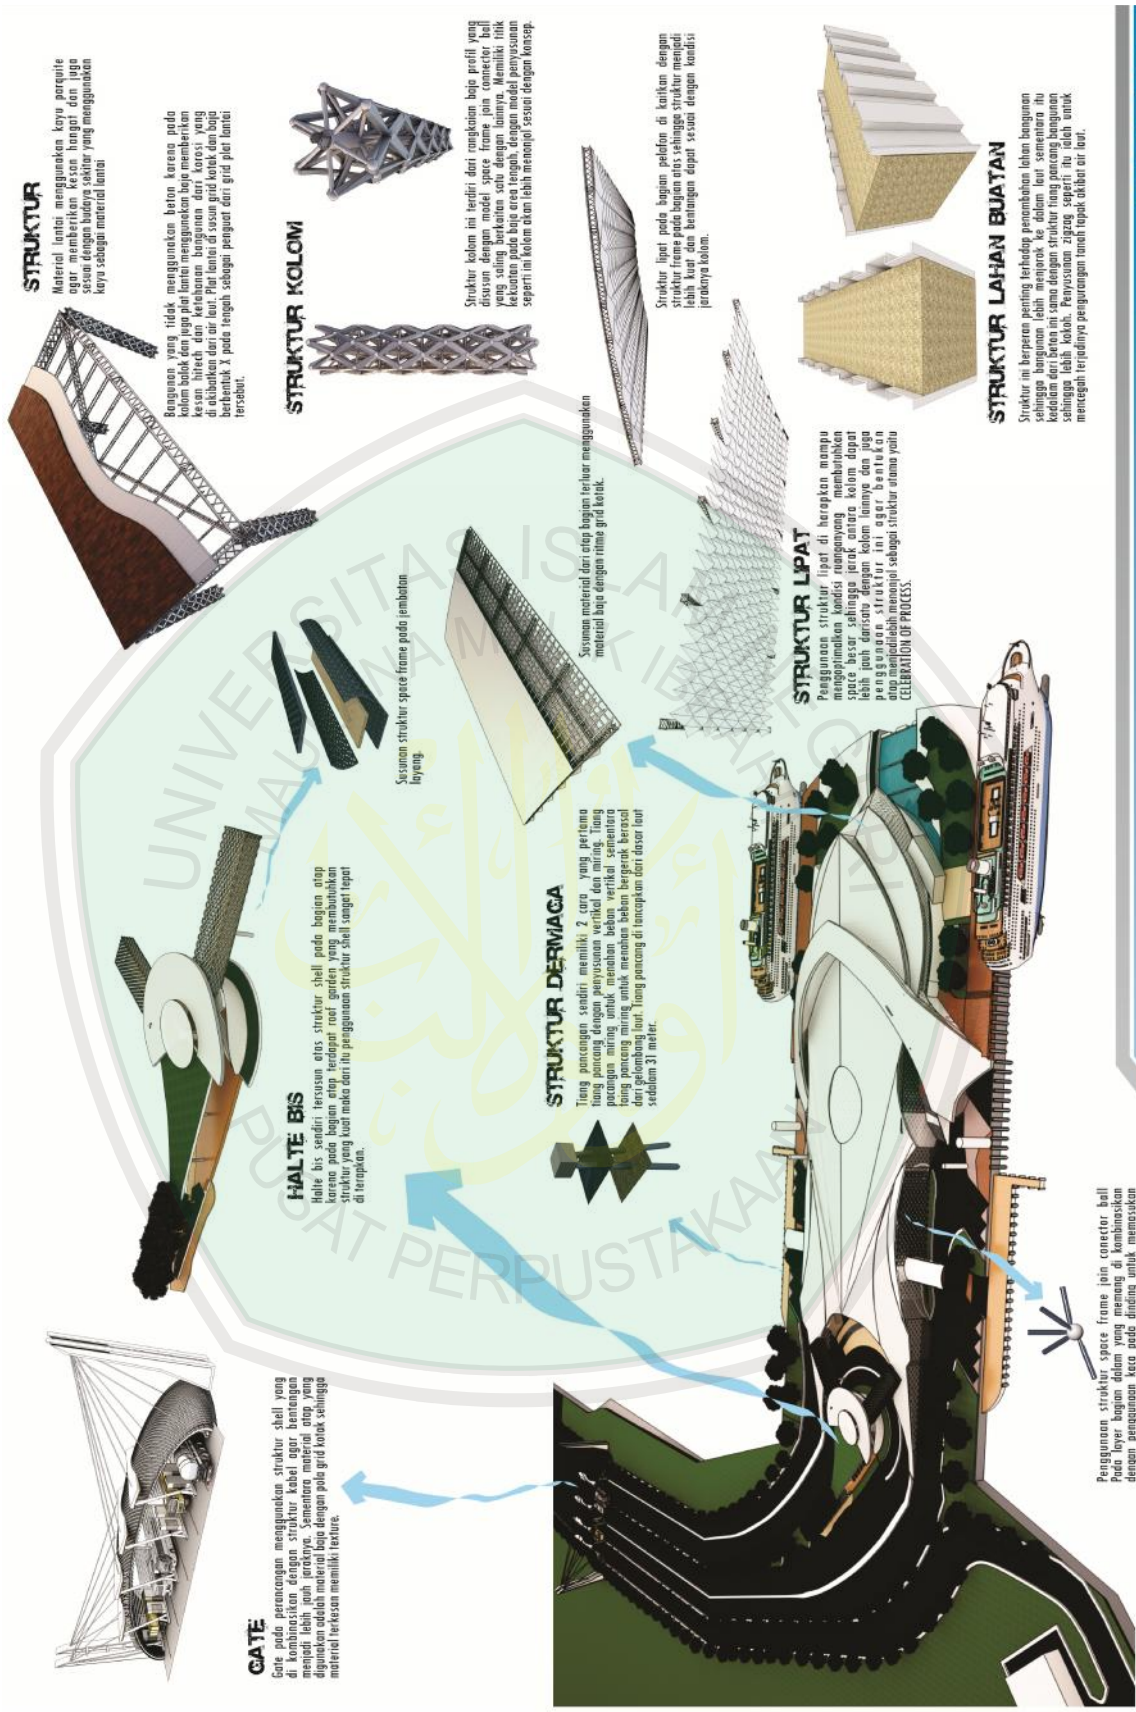 GATE
Gate pada perancangan menggunakan struktur shell yang
di kombinasikan dengan struktur kabel agar bentangan
menjadi lebih jauh jaraknya. Sementara material atap yang
digunakan adalah material baja dengan pola grid kotak sehingga
material terkesan memiliki texture.
HALTE BIS
Halte bis sendiri tersusun atas struktur shell pada bagian atap
karena pada bagian atap terdapat roof garden yang membutuhkan
struktur yang kuat maka dari itu penggunaan struktur shell sangat tepat
di terapkan.
Susunan struktur space frame pada jembatan
layang.
STRUKTUR
Material lantai menggunakan kayu parquite
agar memberikan kesan hangat dan juga
sesuai dengan budaya sekitar yang menggunakan
kayu sebagai material lantai
Bangunan yang tidak menggunakan beton karena pada
kolom balok dan juga plat lantai menggunakan baja memberikan
kesan hitech dan ketahanan bangunan dari karosi yang
di akibatkan dari air laut. Plat lantai di susun grid kotak dan baja
berbentuk X pada tengah sebagai penguat dari grid plat lantai
tersebut.
STRUKTUR KOLOM
Struktur kolom ini terdiri dari rangkaian baja profil yang
disusun dengan model space frame join connector ball
yang saling berkaitan satu dengan lainnya. Memiliki titik
kekuatan pada baja area tengah, dengan model penyusunan
seperti ini kolom akan lebih menonjol sesuai dengan konsep.
STRUKTUR DERMAGA
Tiang pancangan sendiri memiliki 2 cara yang pertama
tiang pancang dengan penyusunan vertikal dan miring. Tiang
pacangan miring untuk menahan beban vertikal sementara
taing pancang miring untuk menahan beban bergerak berasal
dari gelombang laut. Tiang pancang di tancapkan dari dasar laut
sedalam 31 meter.
Susunan material dari atap bagian terluar menggunakan
material baja dengan ritme grid kotak.
Struktur lipat pada bagian pelafon di kaitkan dengan
struktur frame pada bagian atas sehingga struktur menjadi
lebih kuat dan bentangan dapat sesuai dengan kondisi
jaraknya kolom.
STRUKTUR LIPAT
Penggunaan struktur lipat di harapkan mampu
mengoptimalkan kondisi ruanganyang membutuhkan
space besar sehingga jarak antara kolom dapat
lebih jauh darisatu dengan kolom lainnya dan juga
penggunaan struktur ini agar bentukan
atap menjadilebih menonjol sebagai struktur utama yaitu
CELEBRATION OF PROCESS.
STRUKTUR LAHAN BUATAN
Struktur ini berperan penting terhadap penambahan lahan bangunan
sehingga bangunan lebih menjorok ke dalam laut sementara itu
kedalam dari beton ini sama dengan struktur tiang pancang bangunan
sehingga lebih kokoh. Penyusunan zigzag seperti itu ialah untuk
mencegah terjadinya pengurangan tanah tapak akibat air laut.
Penggunaan struktur space frame join conector ball
Pada layer bagian dalam yang memang di kombinasikan
dengan penggunaan kaca pada dinding untuk memasukan
UNIVERSITAS ISLAM NEGERI
MAULANA MALIK IBRAHIM
PUSAT PERPUSTAKAAN